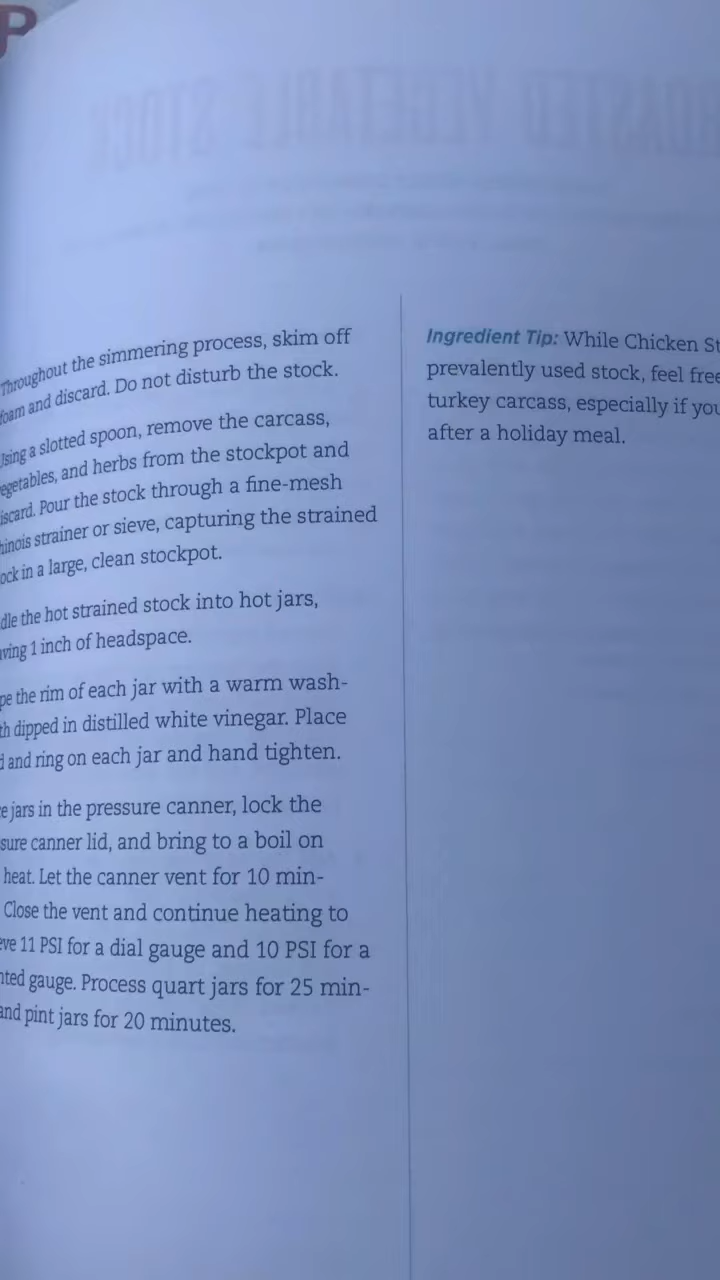 P
Throughout the simmering process, skim off
foam and discard. Do not disturb the stock.
Using a slotted spoon, remove the carcass,
egetables, and herbs from the stockpot and
iscard. Pour the stock through a fine-mesh
hinois strainer or sieve, capturing the strained
ock in a large, clean stockpot.
dle the hot strained stock into hot jars,
ving 1 inch of headspace.
pe the rim of each jar with a warm wash-
th dipped in distilled white vinegar. Place
d and ring on each jar and hand tighten.
e jars in the pressure canner, lock the
sure canner lid, and bring to a boil on
heat. Let the canner vent for 10 min-
Close the vent and continue heating to
eve 11 PSI for a dial gauge and 10 PSI for a
nted gauge. Process quart jars for 25 min-
and pint jars for 20 minutes.
Ingredient Tip: While Chicken St
prevalently used stock, feel free
turkey carcass, especially if you
after a holiday meal.